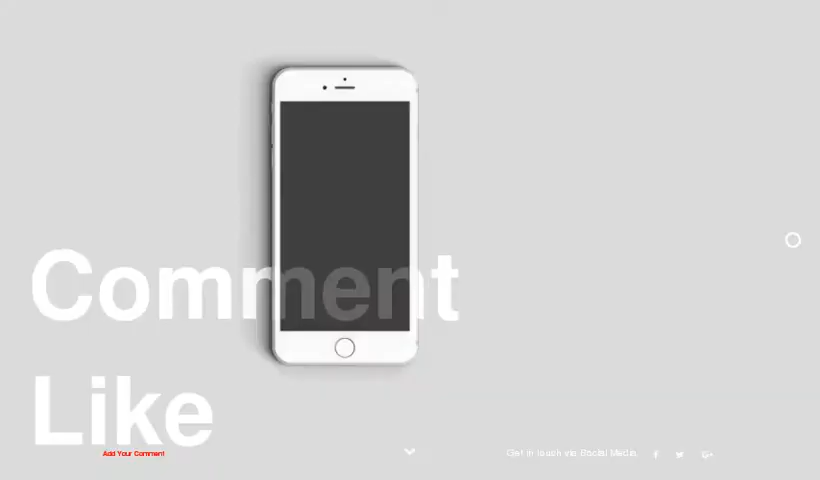 Comment
Like
Add Your Comment
Get in touch via Social Media.
f
G+